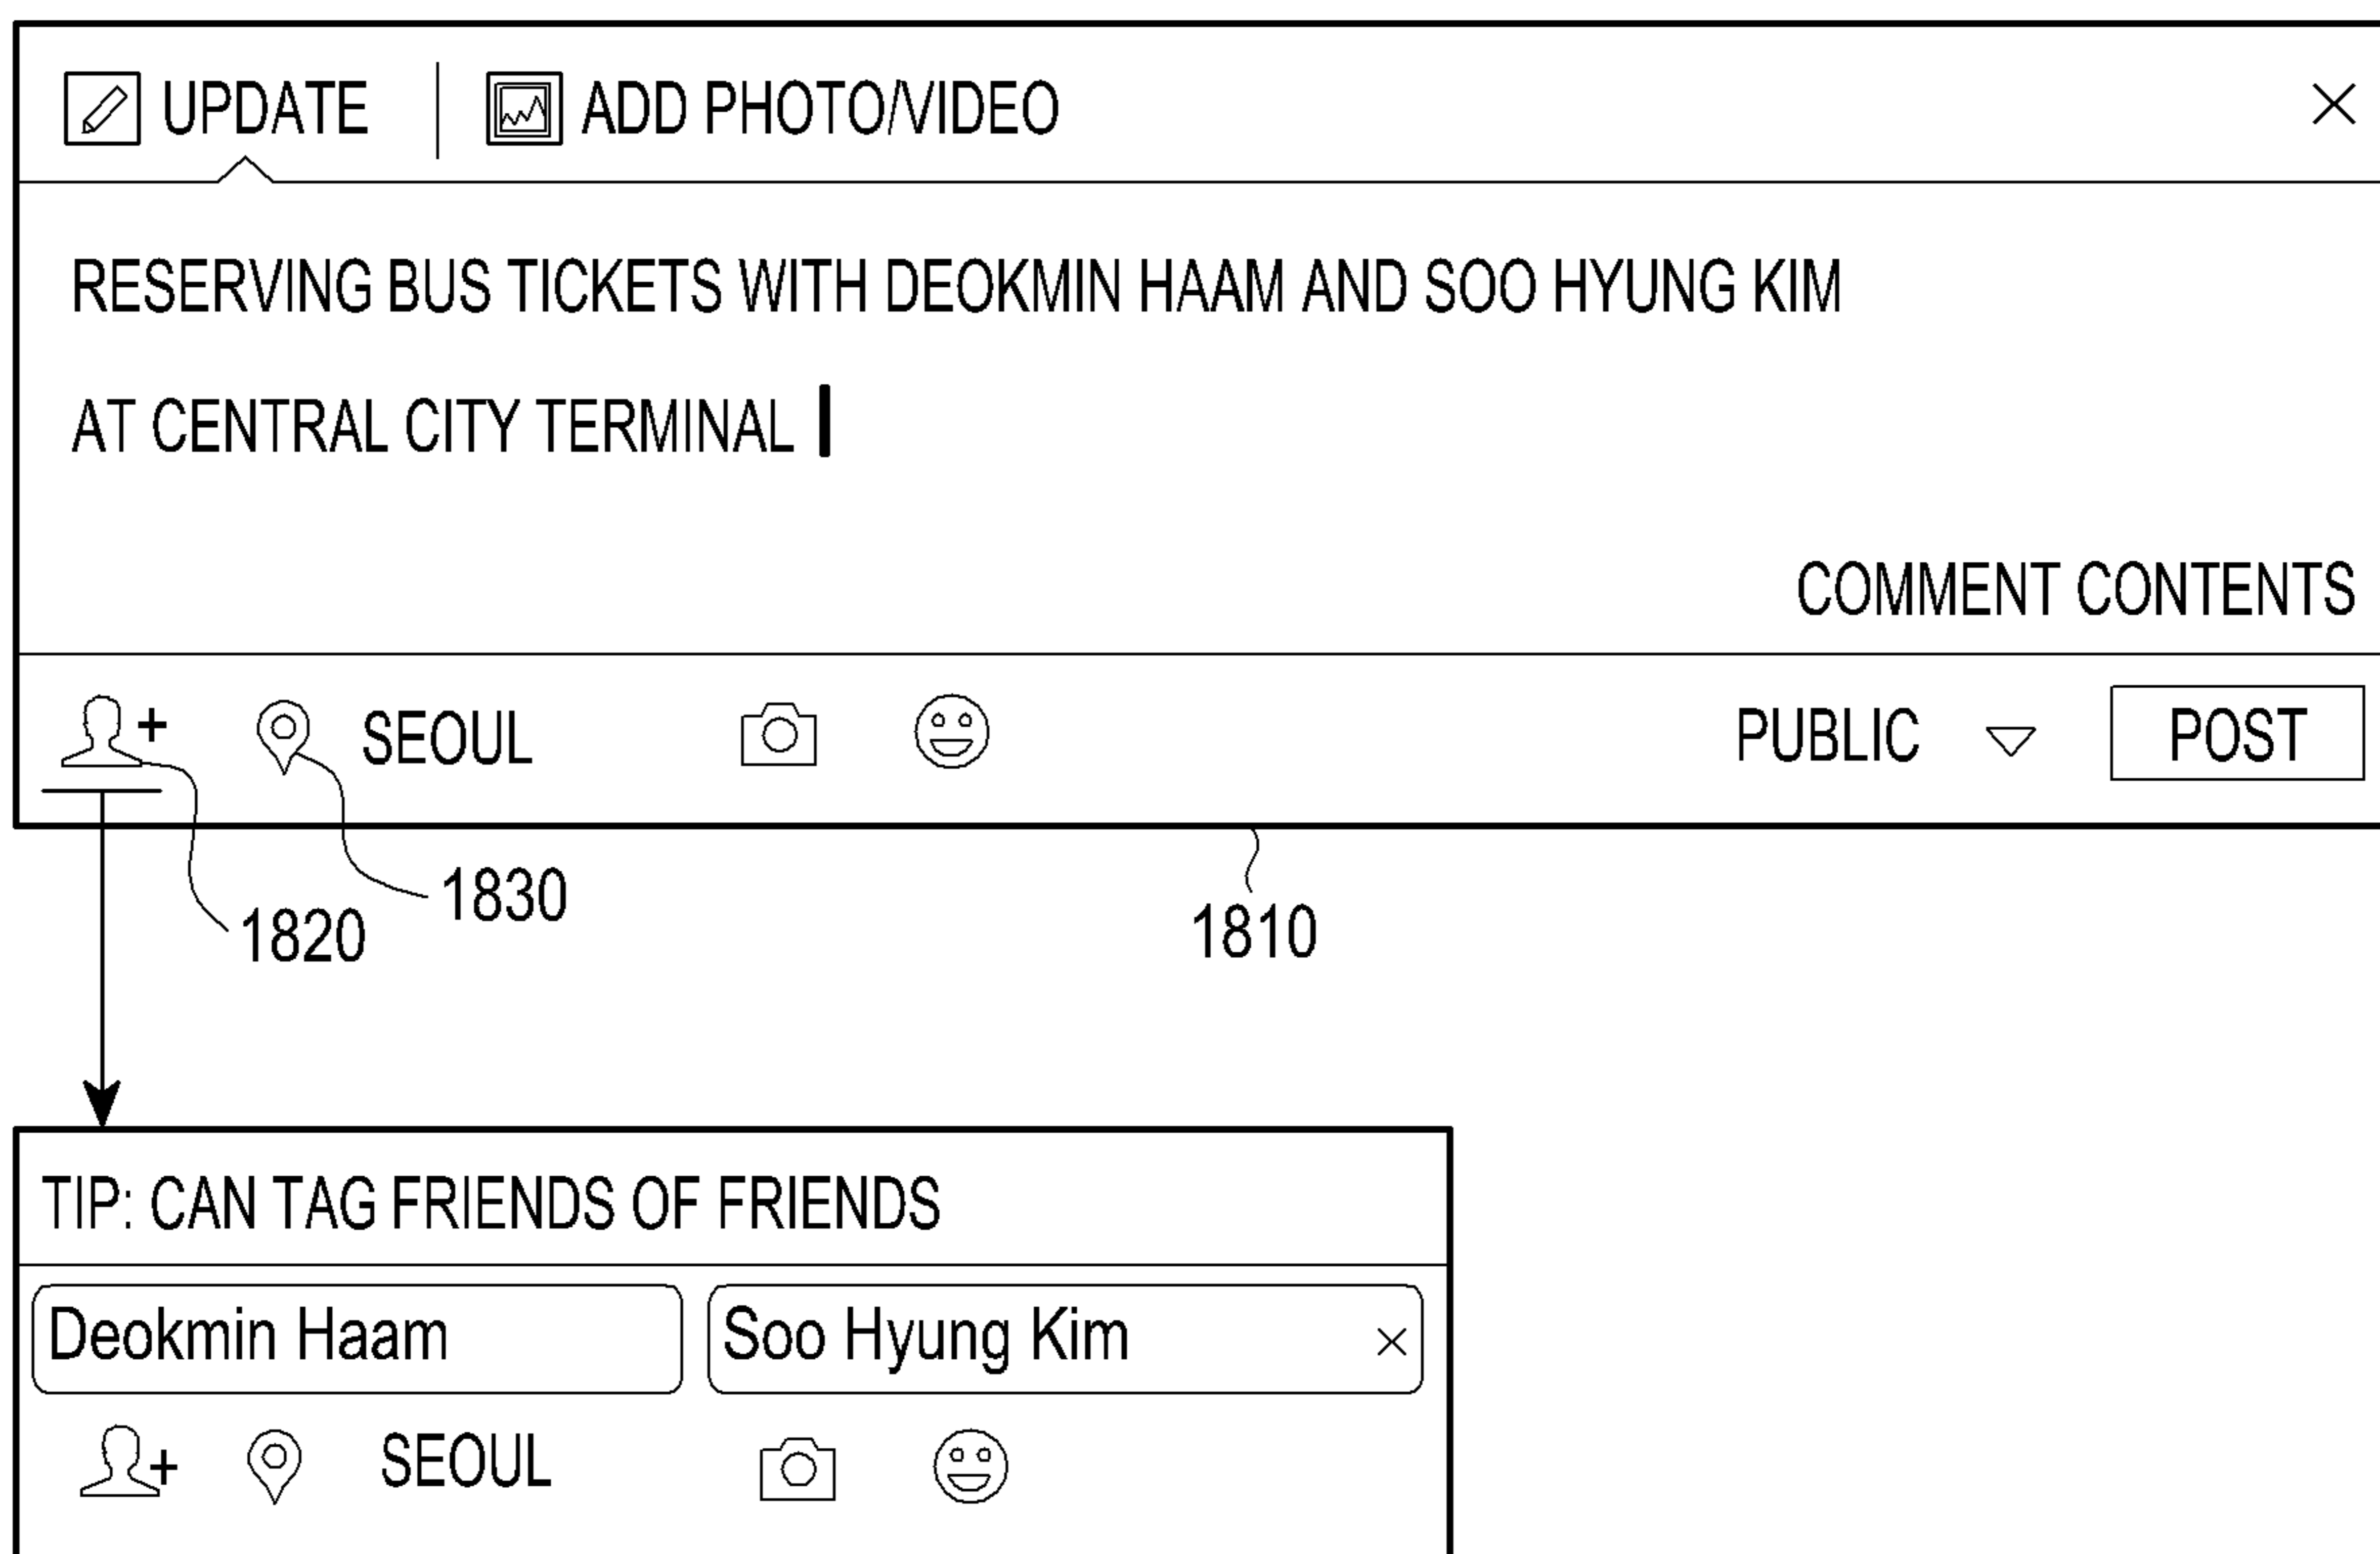 UPDATE ADD PHOTO/VIDEO
RESERVING BUS TICKETS WITH DEOKMIN HAAM AND SOO HYUNG KIM
AT CENTRAL CITY TERMINAL
COMMENT CONTENTS
SEOUL PUBLIC POST
1830
1820
1810
TIP: CAN TAG FRIENDS OF FRIENDS
Deokmin Haam Soo Hyung Kim
SEOUL